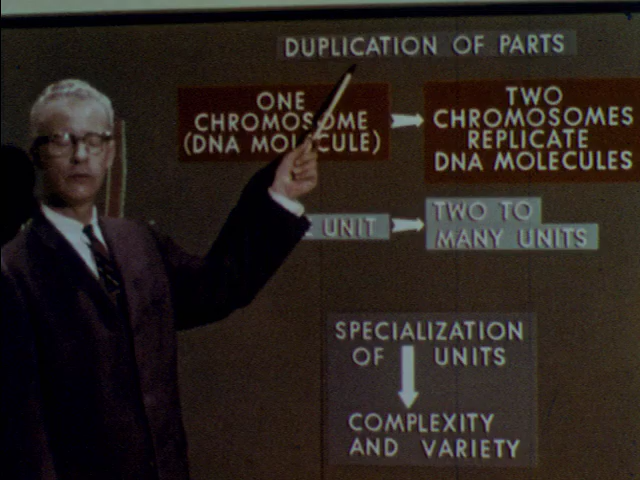 DUPLICATION OF PARTS
ONE
CHROMOSOME
(DNA MOLECULE)
TWO
CHROMOSOMES
REPLICATE
DNA MOLECULES
UNIT
TWO TO
MANY UNITS
SPECIALIZATION
OF UNITS
COMPLEXITY
AND VARIETY